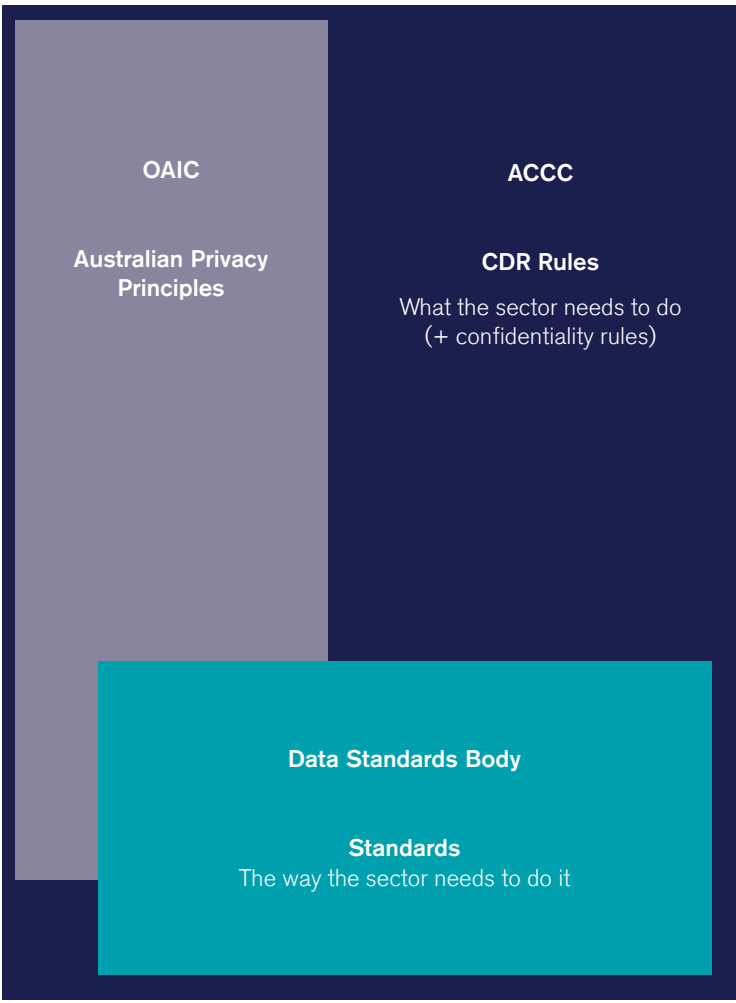 OAIC
Australian Privacy
Principles
ACCC
CDR Rules
What the sector needs to do
(+ confidentiality rules)
Data Standards Body
Standards
The way the sector needs to do it